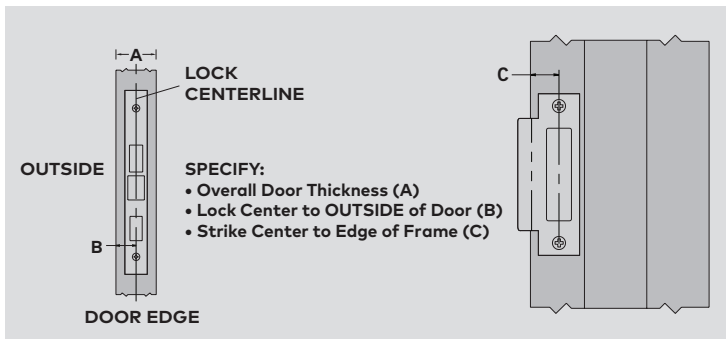 A
LOCK
CENTERLINE
OUTSIDE
SPECIFY:
• Overall Door Thickness (A)
• Lock Center to OUTSIDE of Door (B)
• Strike Center to Edge of Frame (C)
B
DOOR EDGE
C